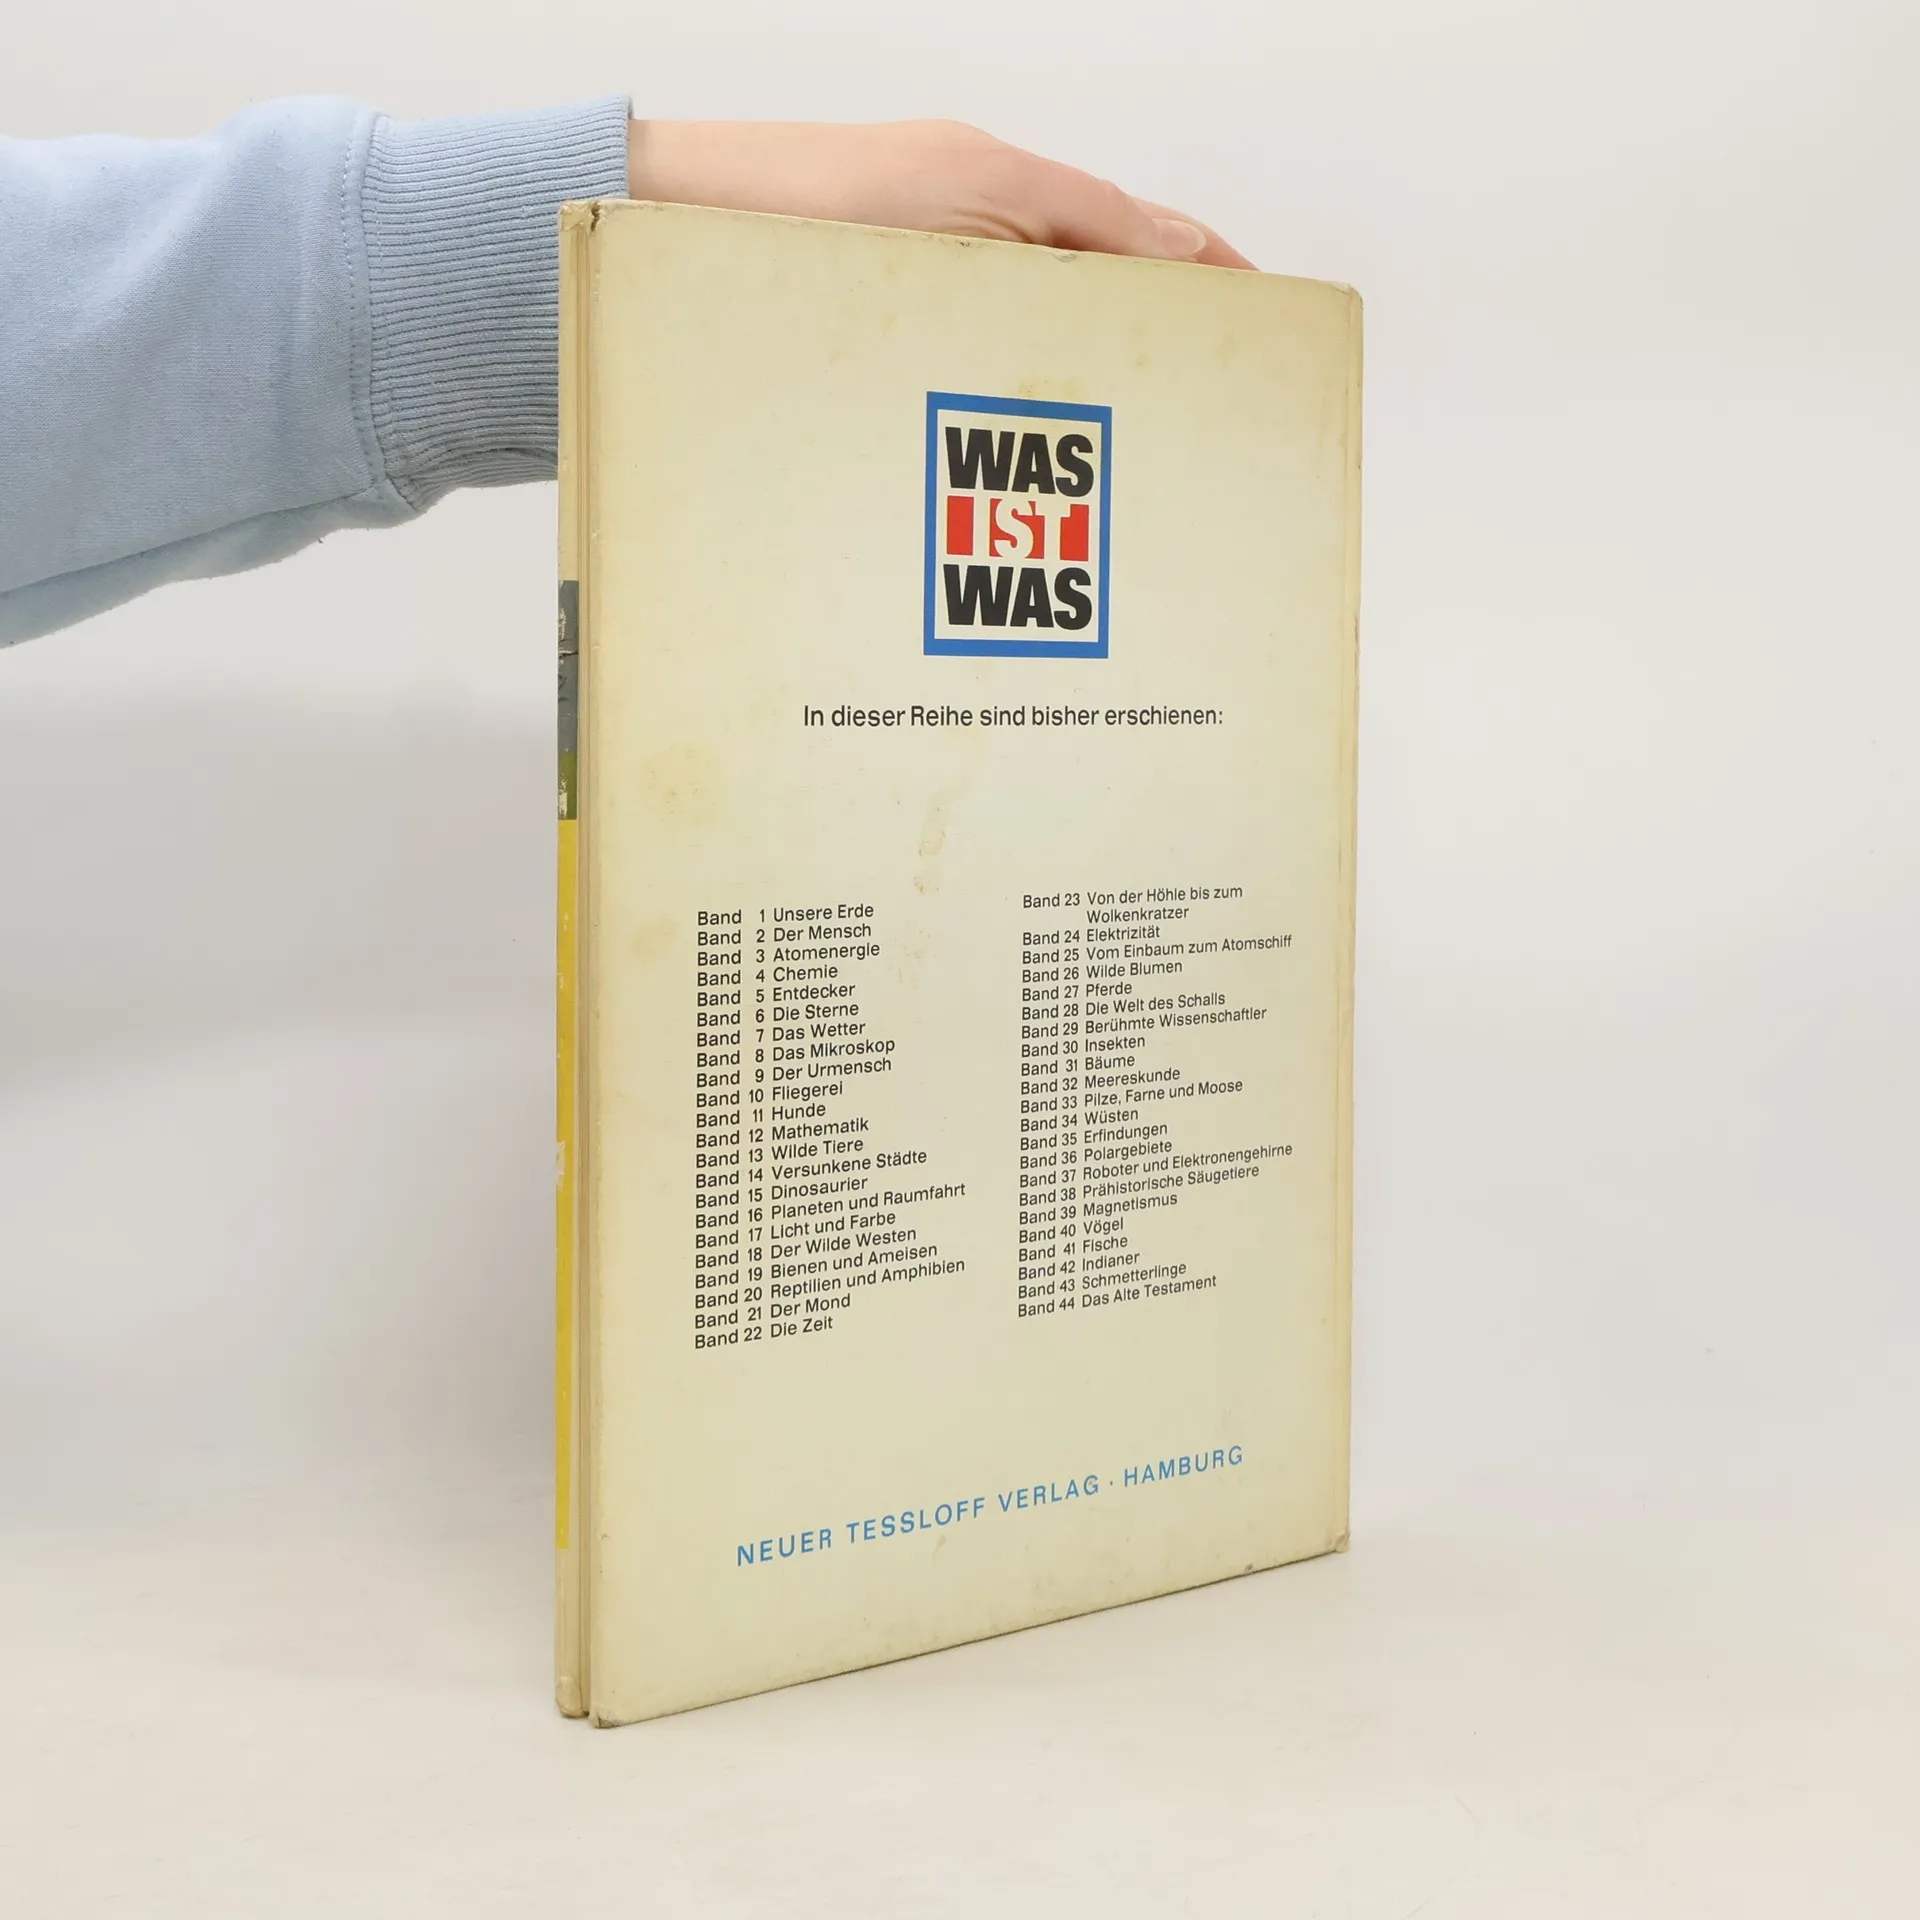 WAS
IST
WAS
In dieser Reihe sind bisher erschienen:
Band 1 Unsere Erde
Band 2 Der Mensch
Band 3 Atomenergie
Band 4 Chemie
Band 5 Entdecker
Band 6 Die Sterne
Band 7 Das Wetter
Band 8 Das Mikroskop
Band 9 Der Urmensch
Band 10 Fliegerei
Band 11 Hunde
Band 12 Mathematik
Band 13 Wilde Tiere
Band 14 Versunkene Städte
Band 15 Dinosaurier
Band 16 Planeten und Raumfahrt
Band 17 Licht und Farbe
Band 18 Der Wilde Westen
Band 19 Bienen und Ameisen
Band 20 Reptilien und Amphibien
Band 21 Der Mond
Band 22 Die Zeit
Band 23 Von der Höhle bis zum
Wolkenkratzer
Band 24 Elektrizität
Band 25 Vom Einbaum zum Atomschiff
Band 26 Wilde Blumen
Band 27 Pferde
Band 28 Die Welt des Schalls
Band 29 Berühmte Wissenschaftler
Band 30 Insekten
Band 31 Bäume
Band 32 Meereskunde
Band 33 Pilze, Farne und Moose
Band 34 Wüsten
Band 35 Erfindungen
Band 36 Polargebiete
Band 37 Roboter und Elektronengehirne
Band 38 Prähistorische Säugetiere
Band 39 Magnetismus
Band 40 Vögel
Band 41 Fische
Band 42 Indianer
Band 43 Schmetterlinge
Band 44 Das Alte Testament
NEUER TESSLOFF VERLAG · HAMBURG